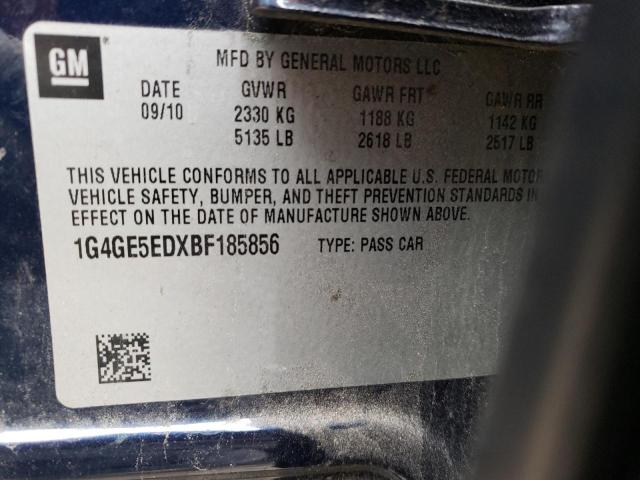 GM
MFD BY GENERAL MOTORS LLC
DATE GVWR GAWR FRT GAWR RR
09/10 2330 KG 1188 KG 1142 KG
5135 LB 2618 LB 2517 LB
THIS VEHICLE CONFORMS TO ALL APPLICABLE U.S. FEDERAL MOTOR
VEHICLE SAFETY, BUMPER, AND THEFT PREVENTION STANDARDS IN
EFFECT ON THE DATE OF MANUFACTURE SHOWN ABOVE.
1G4GE5EDXBF185856 TYPE: PASS CAR